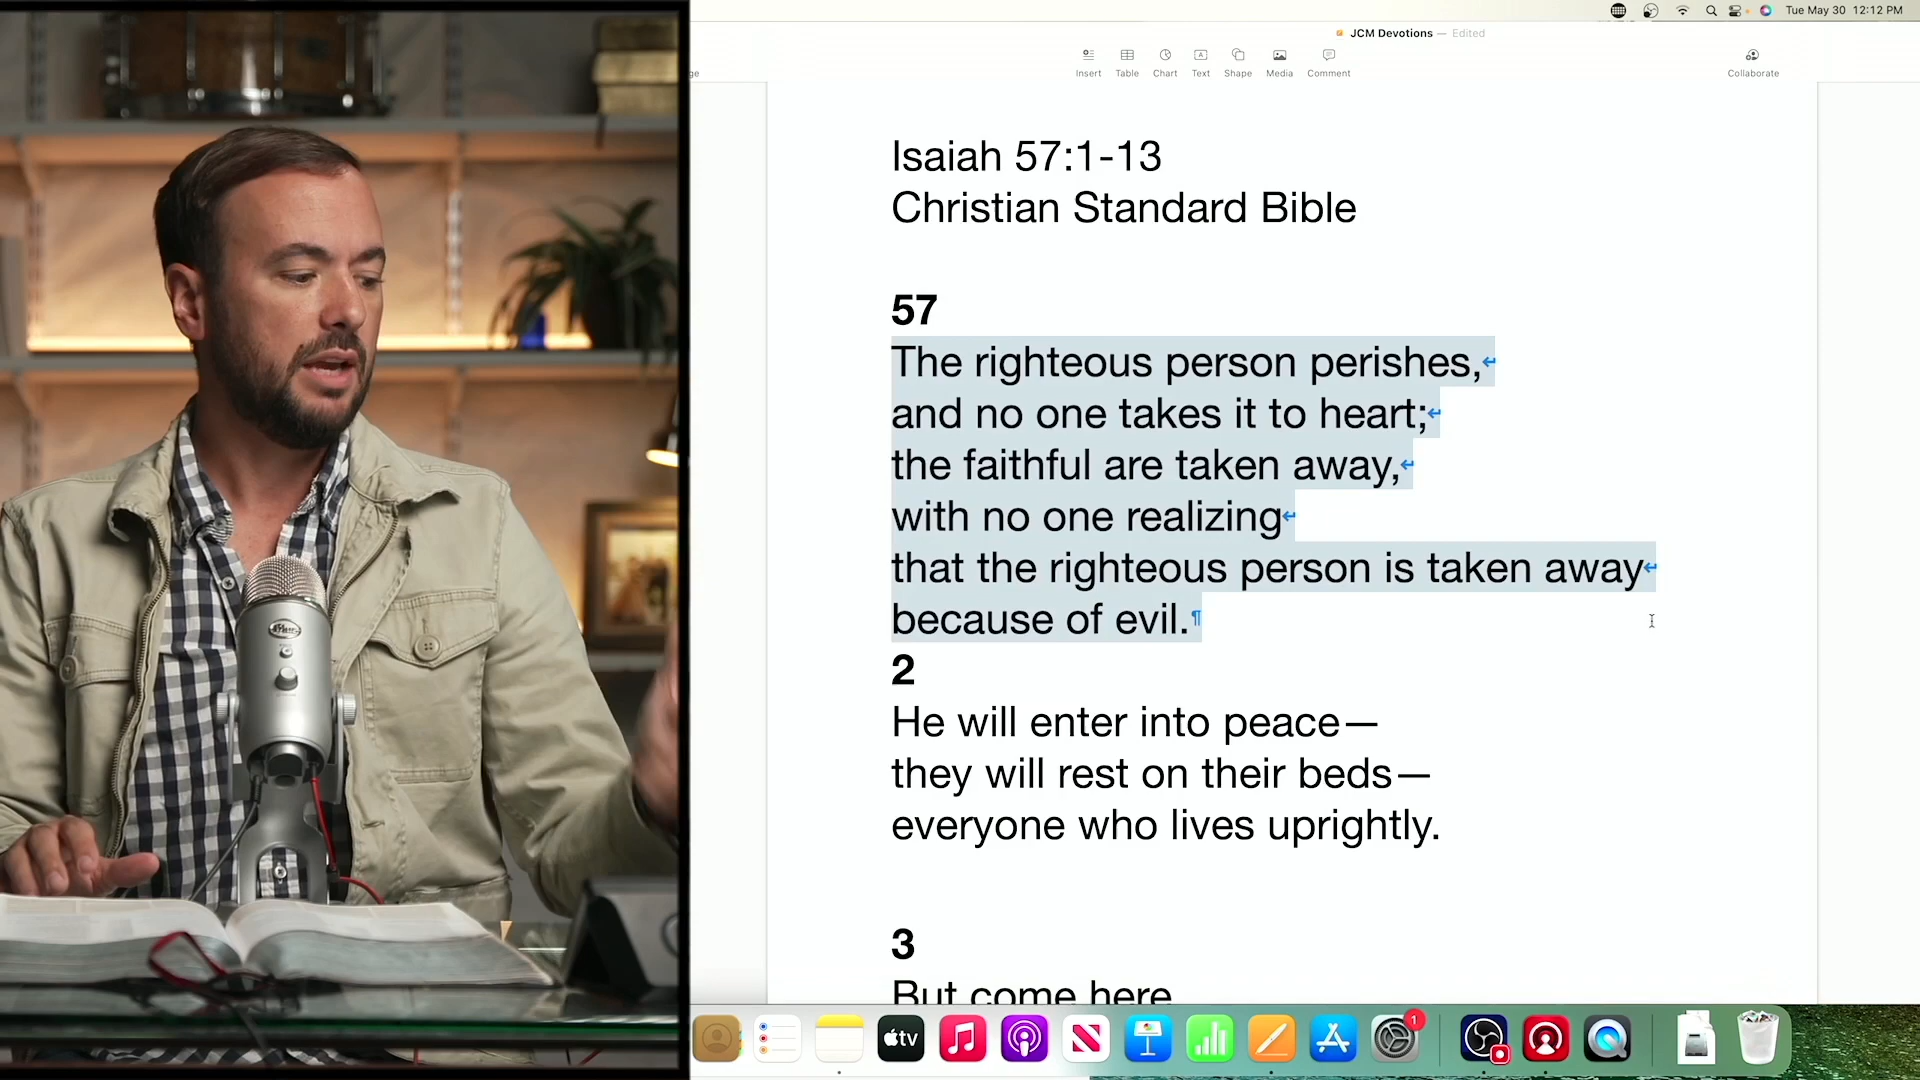 Tue May 30 12:12 PM
JCM Devotions — Edited
ge
Insert Table Chart Text Shape Media Comment
Collaborate
Isaiah 57:1-13
Christian Standard Bible
57
The righteous person perishes,
and no one takes it to heart;
the faithful are taken away,
with no one realizing
that the righteous person is taken away
because of evil.
2
He will enter into peace—
they will rest on their beds—
everyone who lives uprightly.
3
But come here
tv
1